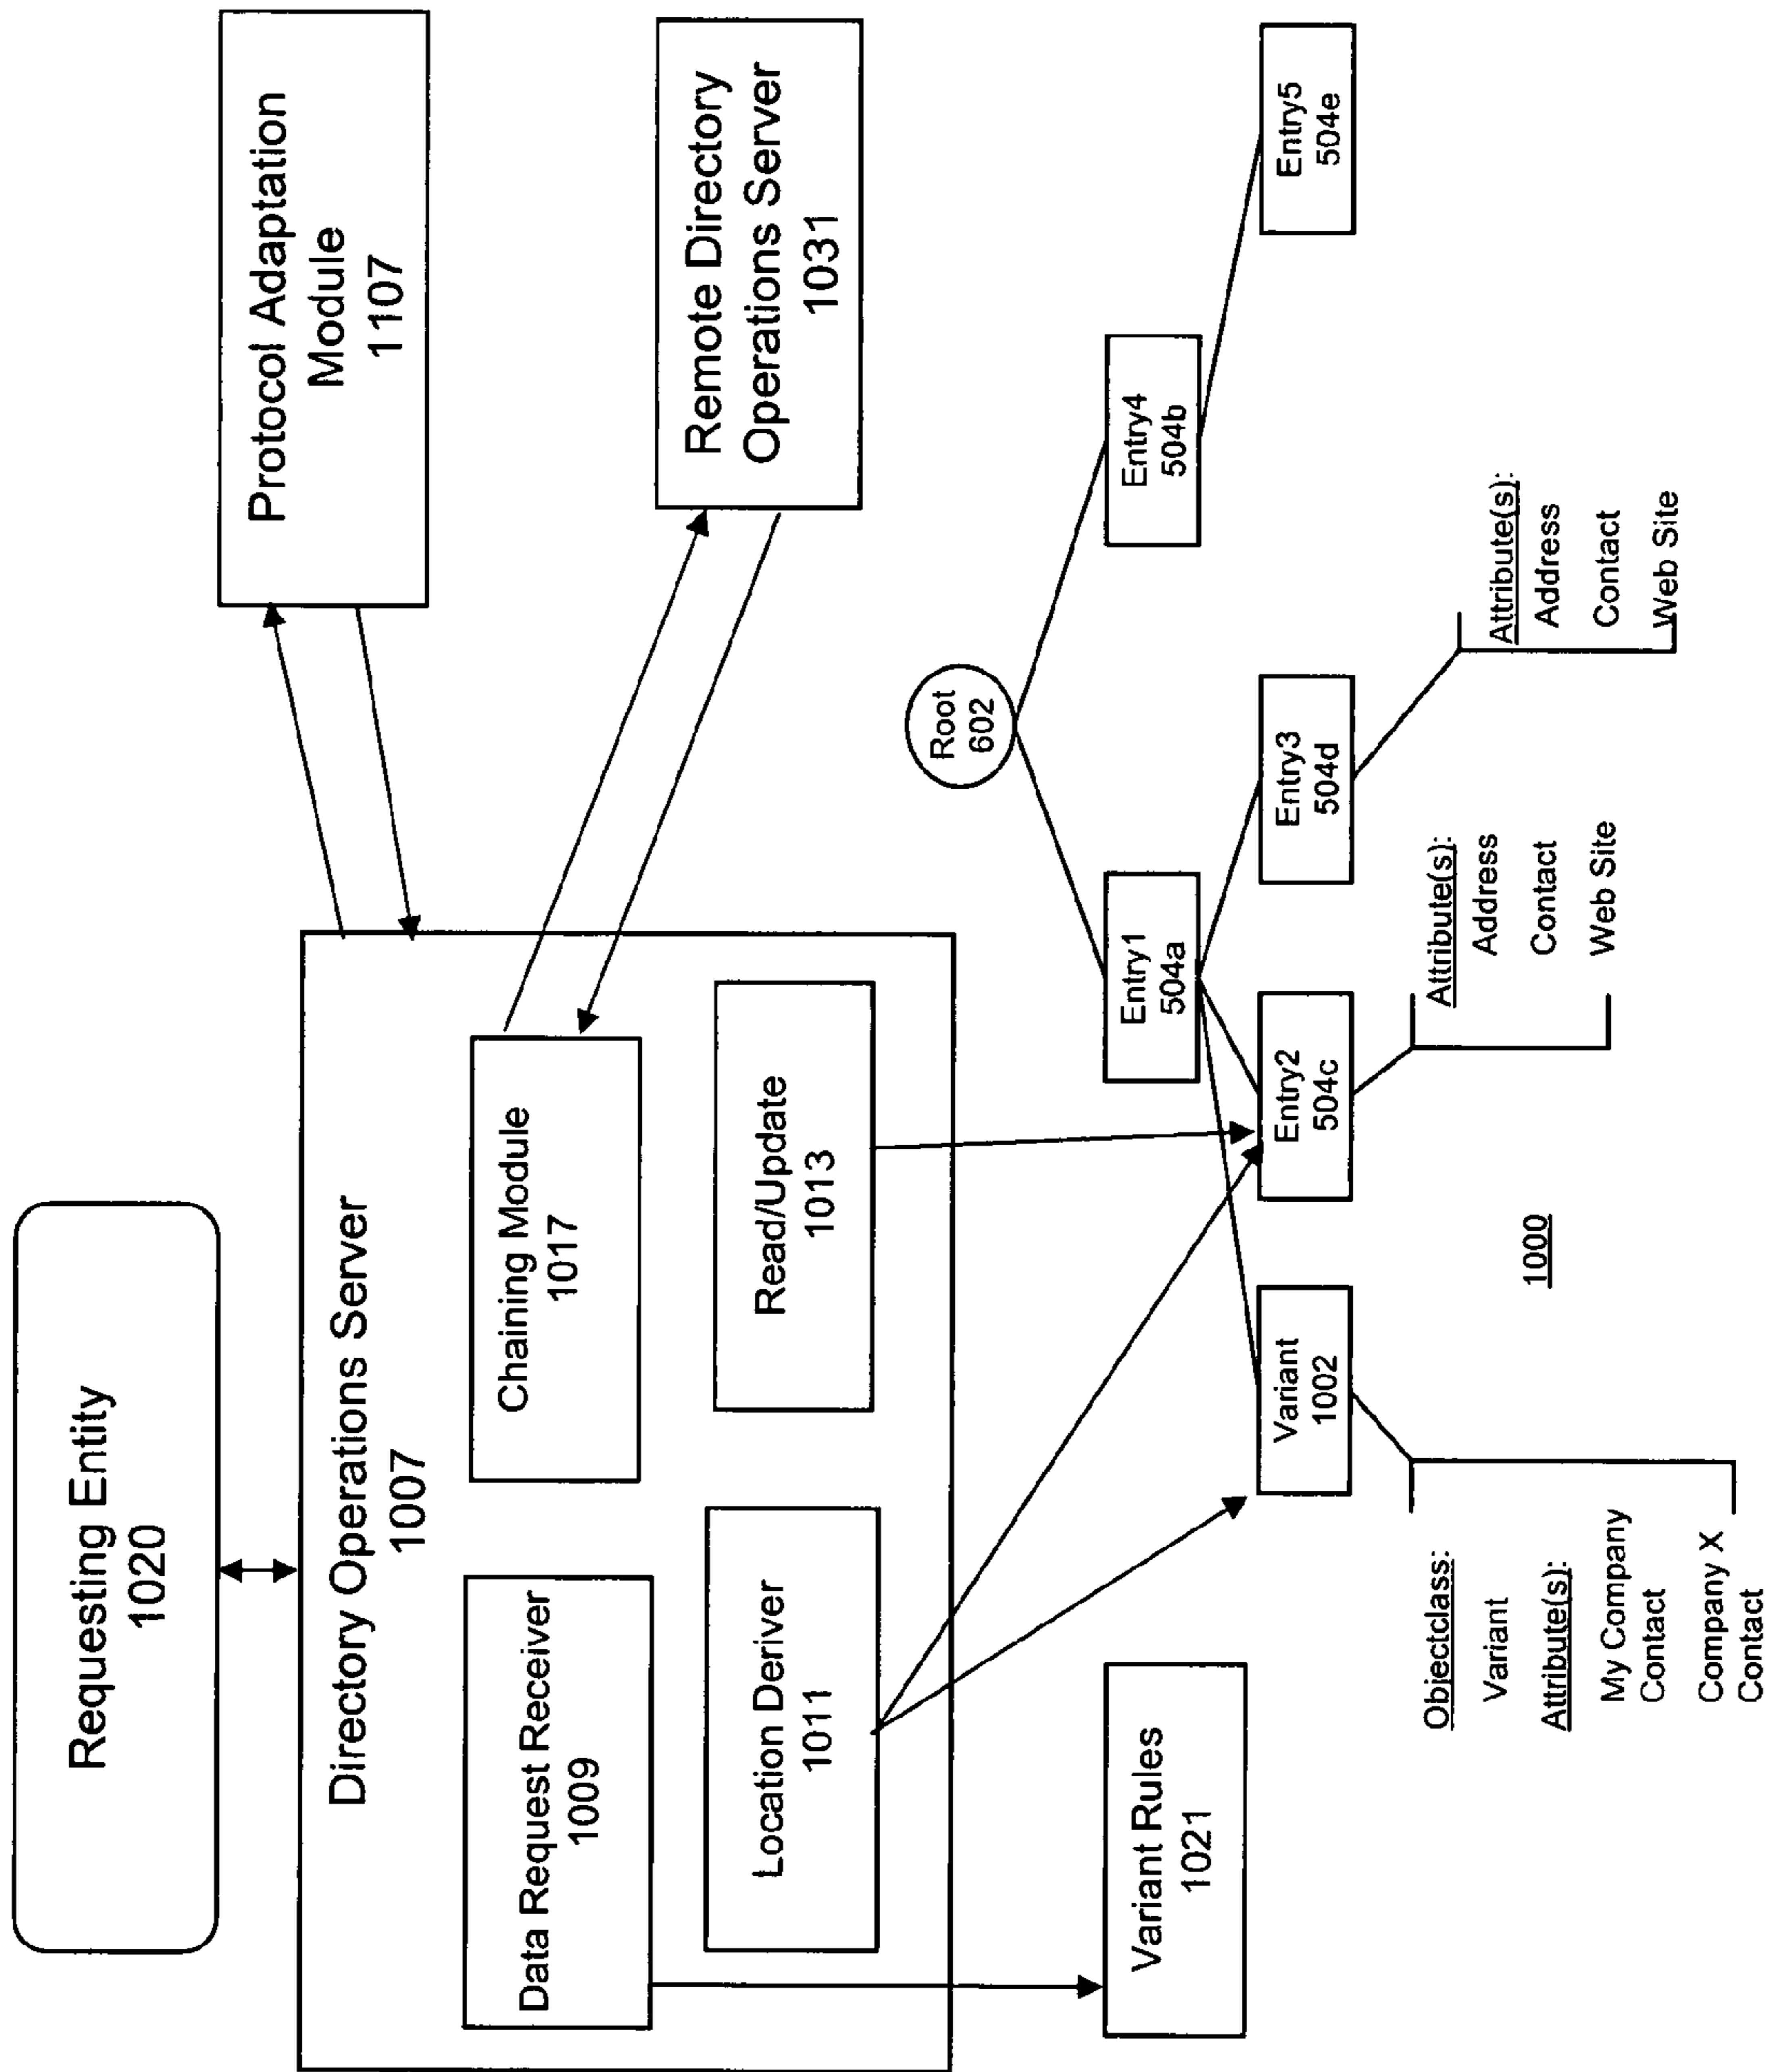 Requesting Entity
1020
Directory Operations Server
1007
Data Request Receiver
1009
Chaining Module
1017
Location Deriver
1011
Read/Update
1013
Protocol Adaptation
Module
1107
Remote Directory
Operations Server
1031
Variant Rules
1021
Root
602
Entry1
504a
Entry4
504b
Variant
1002
Entry2
504c
Entry3
504d
Entry5
504e
Objectclass:
Variant
Attribute(s):
My Company
Contact
Company X
Contact
1000
Attribute(s):
Address
Contact
Web Site
Attribute(s):
Address
Contact
Web Site